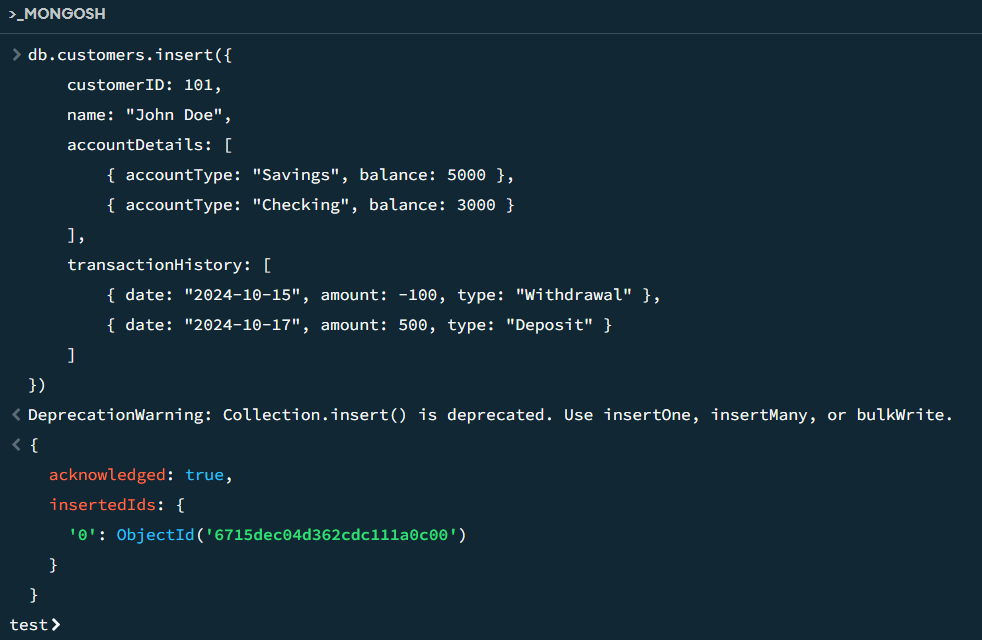 >_MONGOSH
> db.customers.insert({
    customerID: 101,
    name: "John Doe",
    accountDetails: [
        { accountType: "Savings", balance: 5000 },
        { accountType: "Checking", balance: 3000 }
    ],
    transactionHistory: [
        { date: "2024-10-15", amount: -100, type: "Withdrawal" },
        { date: "2024-10-17", amount: 500, type: "Deposit" }
    ]
})
< DeprecationWarning: Collection.insert() is deprecated. Use insertOne, insertMany, or bulkWrite.
< {
  acknowledged: true,
  insertedIds: {
    '0': ObjectId('6715dec04d362cdc111a0c00')
  }
}
test>